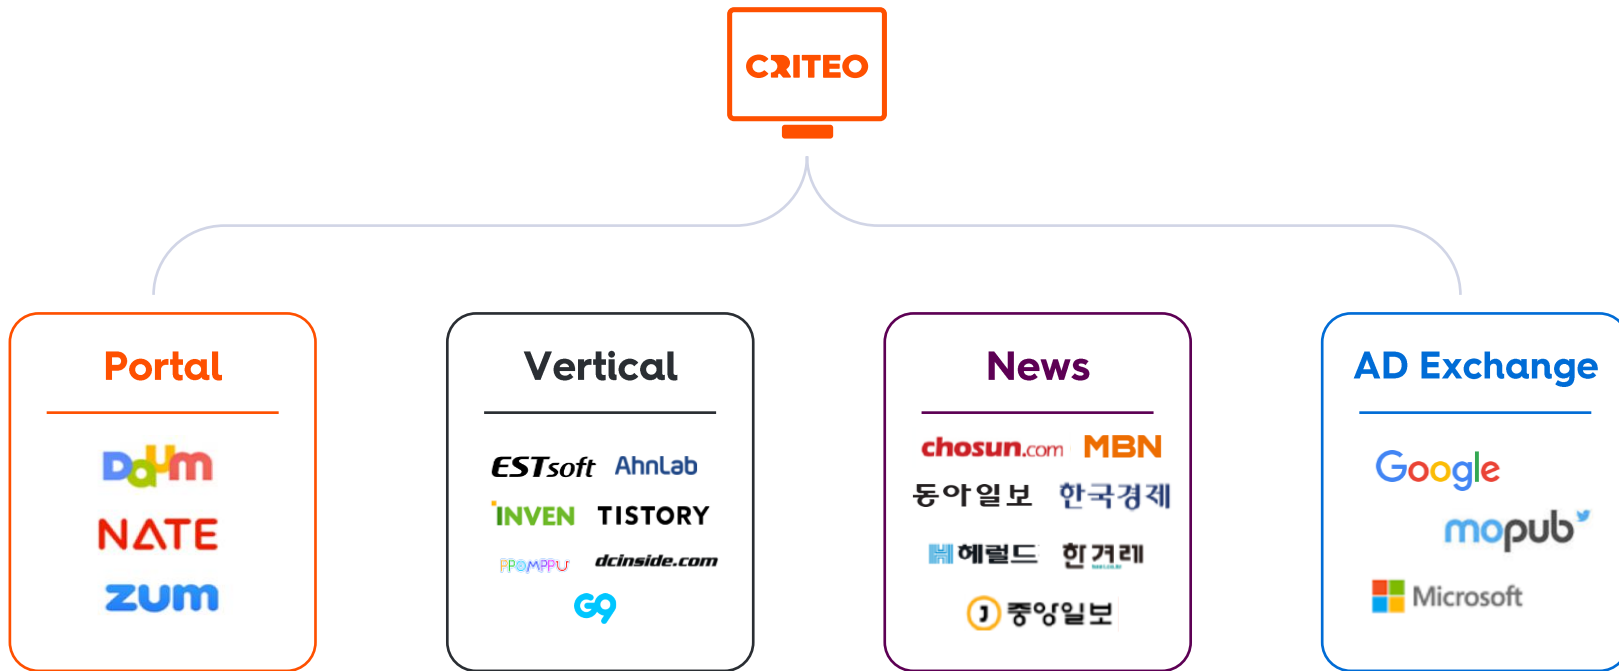 CRITEO
Portal
Daum
NATE
zum
Vertical
ESTsoft AhnLab
INVEN TISTORY
PPOMPPU dcinside.com
G9
News
chosun.com MBN
동아일보 한국경제
H 헤럴드 한겨레
J 중앙일보
AD Exchange
Google
mopub
Microsoft